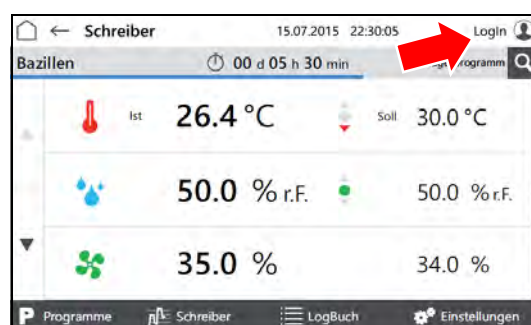 Schreiber 15.07.2015 22:30:05 LogIn
Bazillen 00 d 05 h 30 min
Ist 26.4 °C Soll 30.0 °C
50.0 % r.F. 50.0 % r.F.
35.0 % 34.0 %
P Programme Schreiber LogBuch Einstellungen